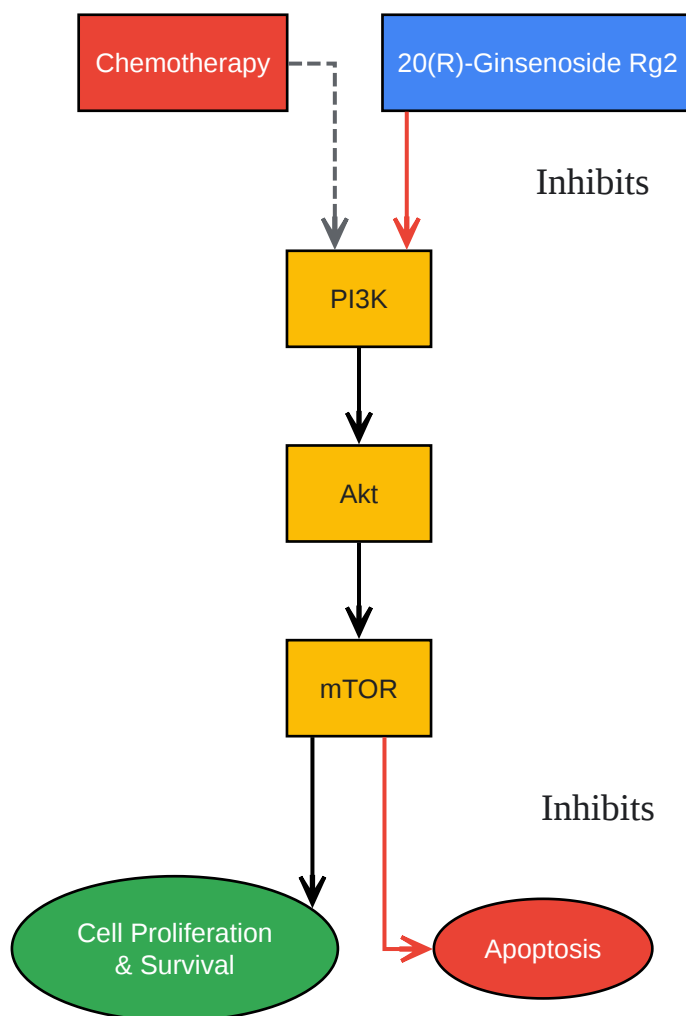 Chemotherapy
20(R)-Ginsenoside Rg2
Inhibits
PI3K
Akt
mTOR
Inhibits
Cell Proliferation
& Survival
Apoptosis